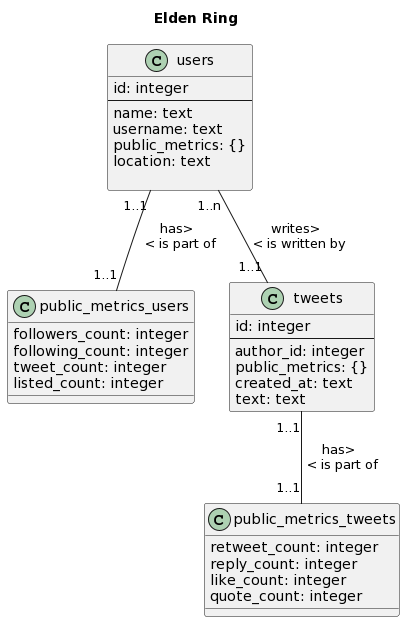 Elden Ring
C users
id: integer
name: text
username: text
public_metrics: {}
location: text
1..1
1..n
has>
< is part of
writes>
< is written by
1..1
1..1
C public_metrics_users
followers_count: integer
following_count: integer
tweet_count: integer
listed_count: integer
C tweets
id: integer
author_id: integer
public_metrics: {}
created_at: text
text: text
1..1
has>
< is part of
1..1
C public_metrics_tweets
retweet_count: integer
reply_count: integer
like_count: integer
quote_count: integer